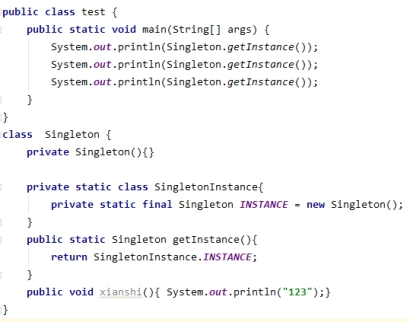 public class test {
    public static void main(String[] args) {
        System.out.println(Singleton.getInstance());
        System.out.println(Singleton.getInstance());
        System.out.println(Singleton.getInstance());
    }
}
class  Singleton {
    private Singleton(){}

    private static class SingletonInstance{
        private static final Singleton INSTANCE = new Singleton();
    }
    public static Singleton getInstance(){
        return SingletonInstance.INSTANCE;
    }
    public void xianshi(){ System.out.println("123");}
}